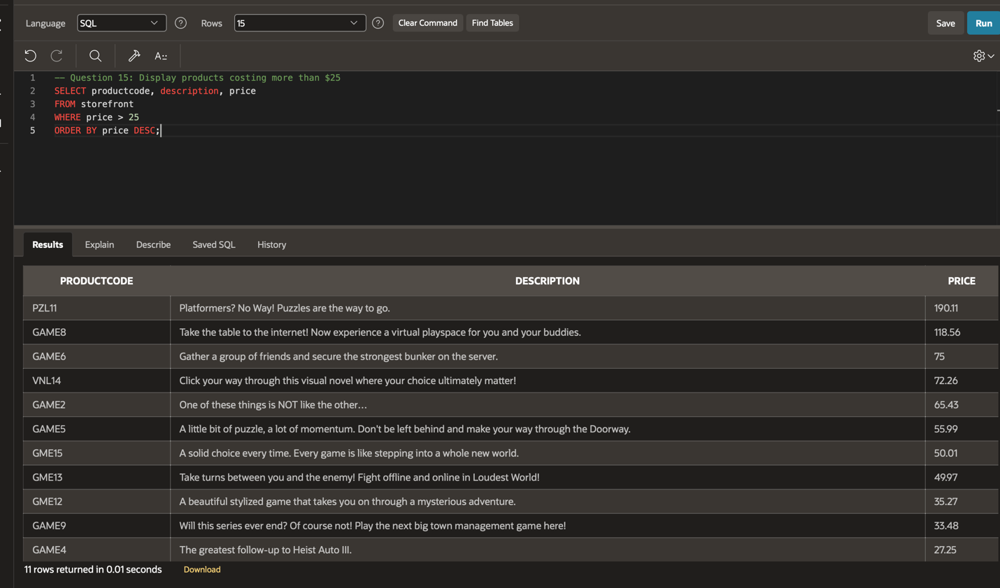 Language SQL ? Rows 15 ? Clear Command Find Tables Save Run
A::
1 -- Question 15: Display products costing more than $25
2 SELECT productcode, description, price
3 FROM storefront
4 WHERE price > 25
5 ORDER BY price DESC;
Results Explain Describe Saved SQL History
PRODUCTCODE DESCRIPTION PRICE
PZL11 Platformers? No Way! Puzzles are the way to go. 190.11
GAME8 Take the table to the internet! Now experience a virtual playspace for you and your buddies. 118.56
GAME6 Gather a group of friends and secure the strongest bunker on the server. 75
VNL14 Click your way through this visual novel where your choice ultimately matter! 72.26
GAME2 One of these things is NOT like the other... 65.43
GAME5 A little bit of puzzle, a lot of momentum. Don't be left behind and make your way through the Doorway. 55.99
GME15 A solid choice every time. Every game is like stepping into a whole new world. 50.01
GME13 Take turns between you and the enemy! Fight offline and online in Loudest World! 49.97
GME12 A beautiful stylized game that takes you on through a mysterious adventure. 35.27
GAME9 Will this series ever end? Of course not! Play the next big town management game here! 33.48
GAME4 The greatest follow-up to Heist Auto III. 27.25
11 rows returned in 0.01 seconds Download